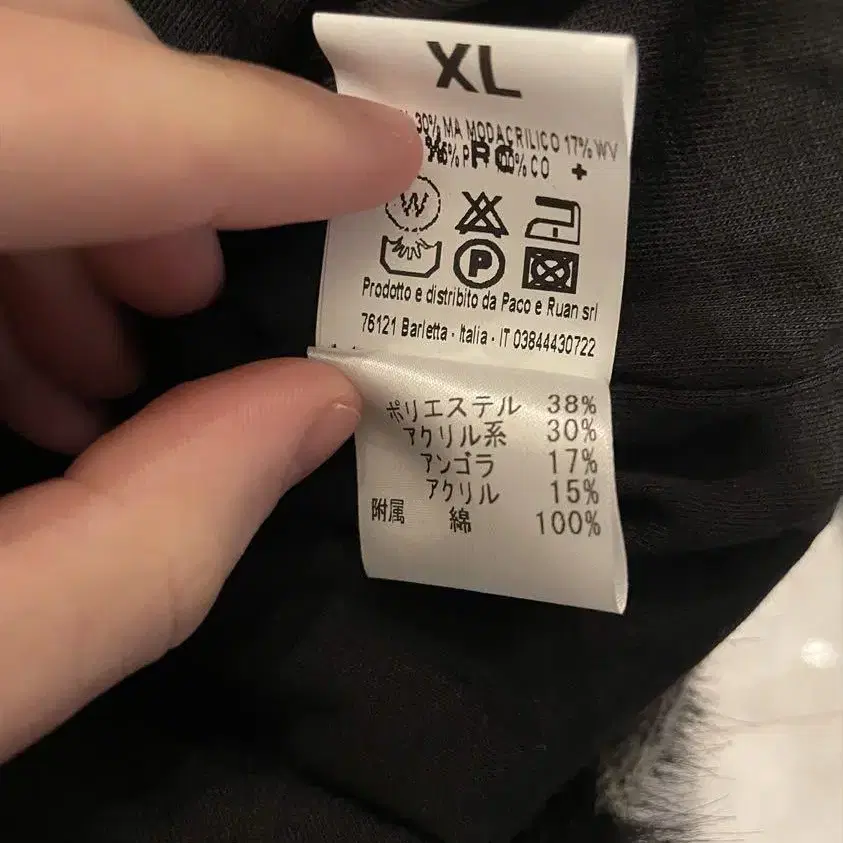 XL
30% MA MODACRILICO 17% WV
% CO
W
P
Prodotto e distribito da Paco e Ruan srl
76121 Barletta - Italia - IT 03844430722
ポリエステル 38%
アクリル系 30%
アンゴラ 17%
アクリル 15%
附属 綿 100%